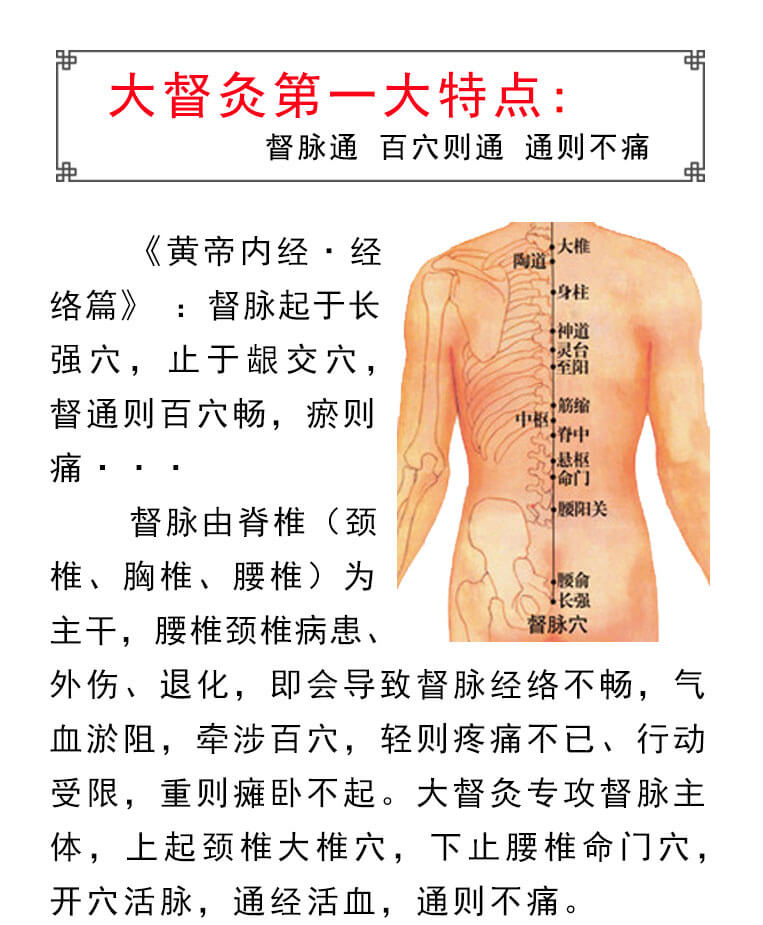 大督灸第一大特点：
督脉通 百穴则通 通则不痛
《黄帝内经·经
络篇》：督脉起于长
强穴，止于龈交穴，
督通则百穴畅，瘀则
痛···
督脉由脊椎（颈
椎、胸椎、腰椎）为
主干，腰椎颈椎病患、
外伤、退化，即会导致督脉经络不畅，气
血淤阻，牵涉百穴，轻则疼痛不已、行动
受限，重则瘫卧不起。大督灸专攻督脉主
体，上起颈椎大椎穴，下止腰椎命门穴，
开穴活脉，通经活血，通则不痛。
大椎
陶道
身柱
神道
灵台
至阳
筋缩
中枢
脊中
悬枢
命门
腰阳关
腰俞
长强
督脉穴